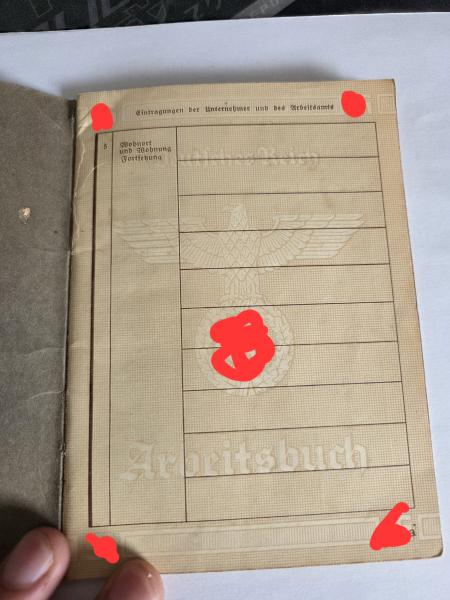 Eintragungen der Unternehmer und des Arbeitsamts
5 Wohnort
und Wohnung
(Fortsetzung
Deutsches Reich
Arbeitsbuch